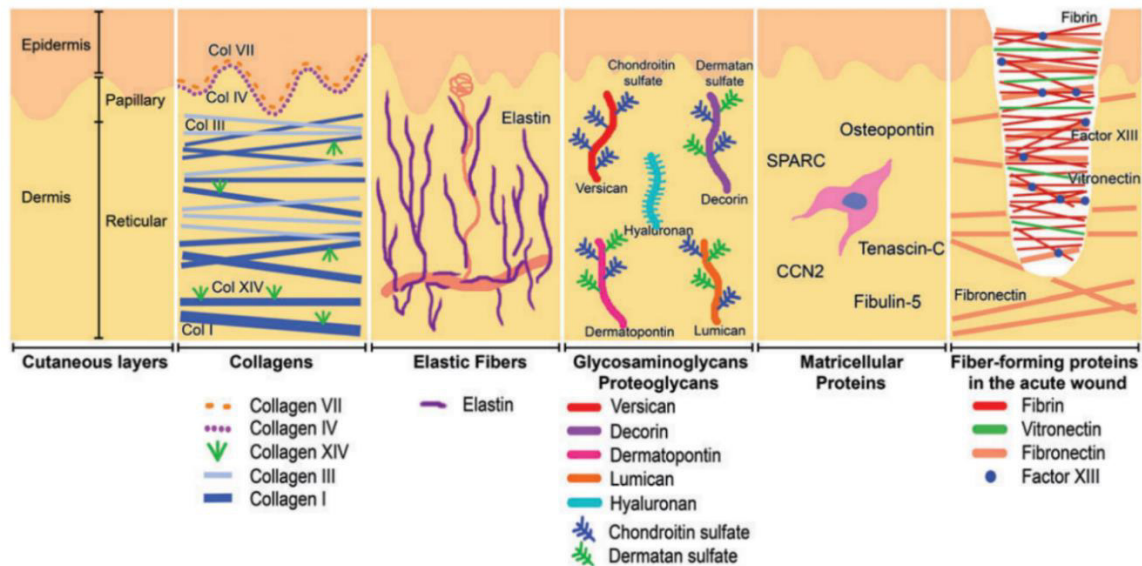 Epidermis
Papillary
Dermis
Reticular
Col VII
Col IV
Col III
Col XIV
Col I
Elastin
Chondroitin
sulfate
Dermatan
sulfate
Versican
Decorin
Hyaluronan
Dermatopontin
Lumican
Osteopontin
SPARC
Tenascin-C
CCN2
Fibulin-5
Fibrin
Factor XIII
Vitronectin
Fibronectin
Cutaneous layers
Collagens
Elastic Fibers
Glycosaminoglycans
Proteoglycans
Matricellular
Proteins
Fiber-forming proteins
in the acute wound
Collagen VII
Collagen IV
Collagen XIV
Collagen III
Collagen I
Elastin
Versican
Decorin
Dermatopontin
Lumican
Hyaluronan
Chondroitin sulfate
Dermatan sulfate
Fibrin
Vitronectin
Fibronectin
Factor XIII